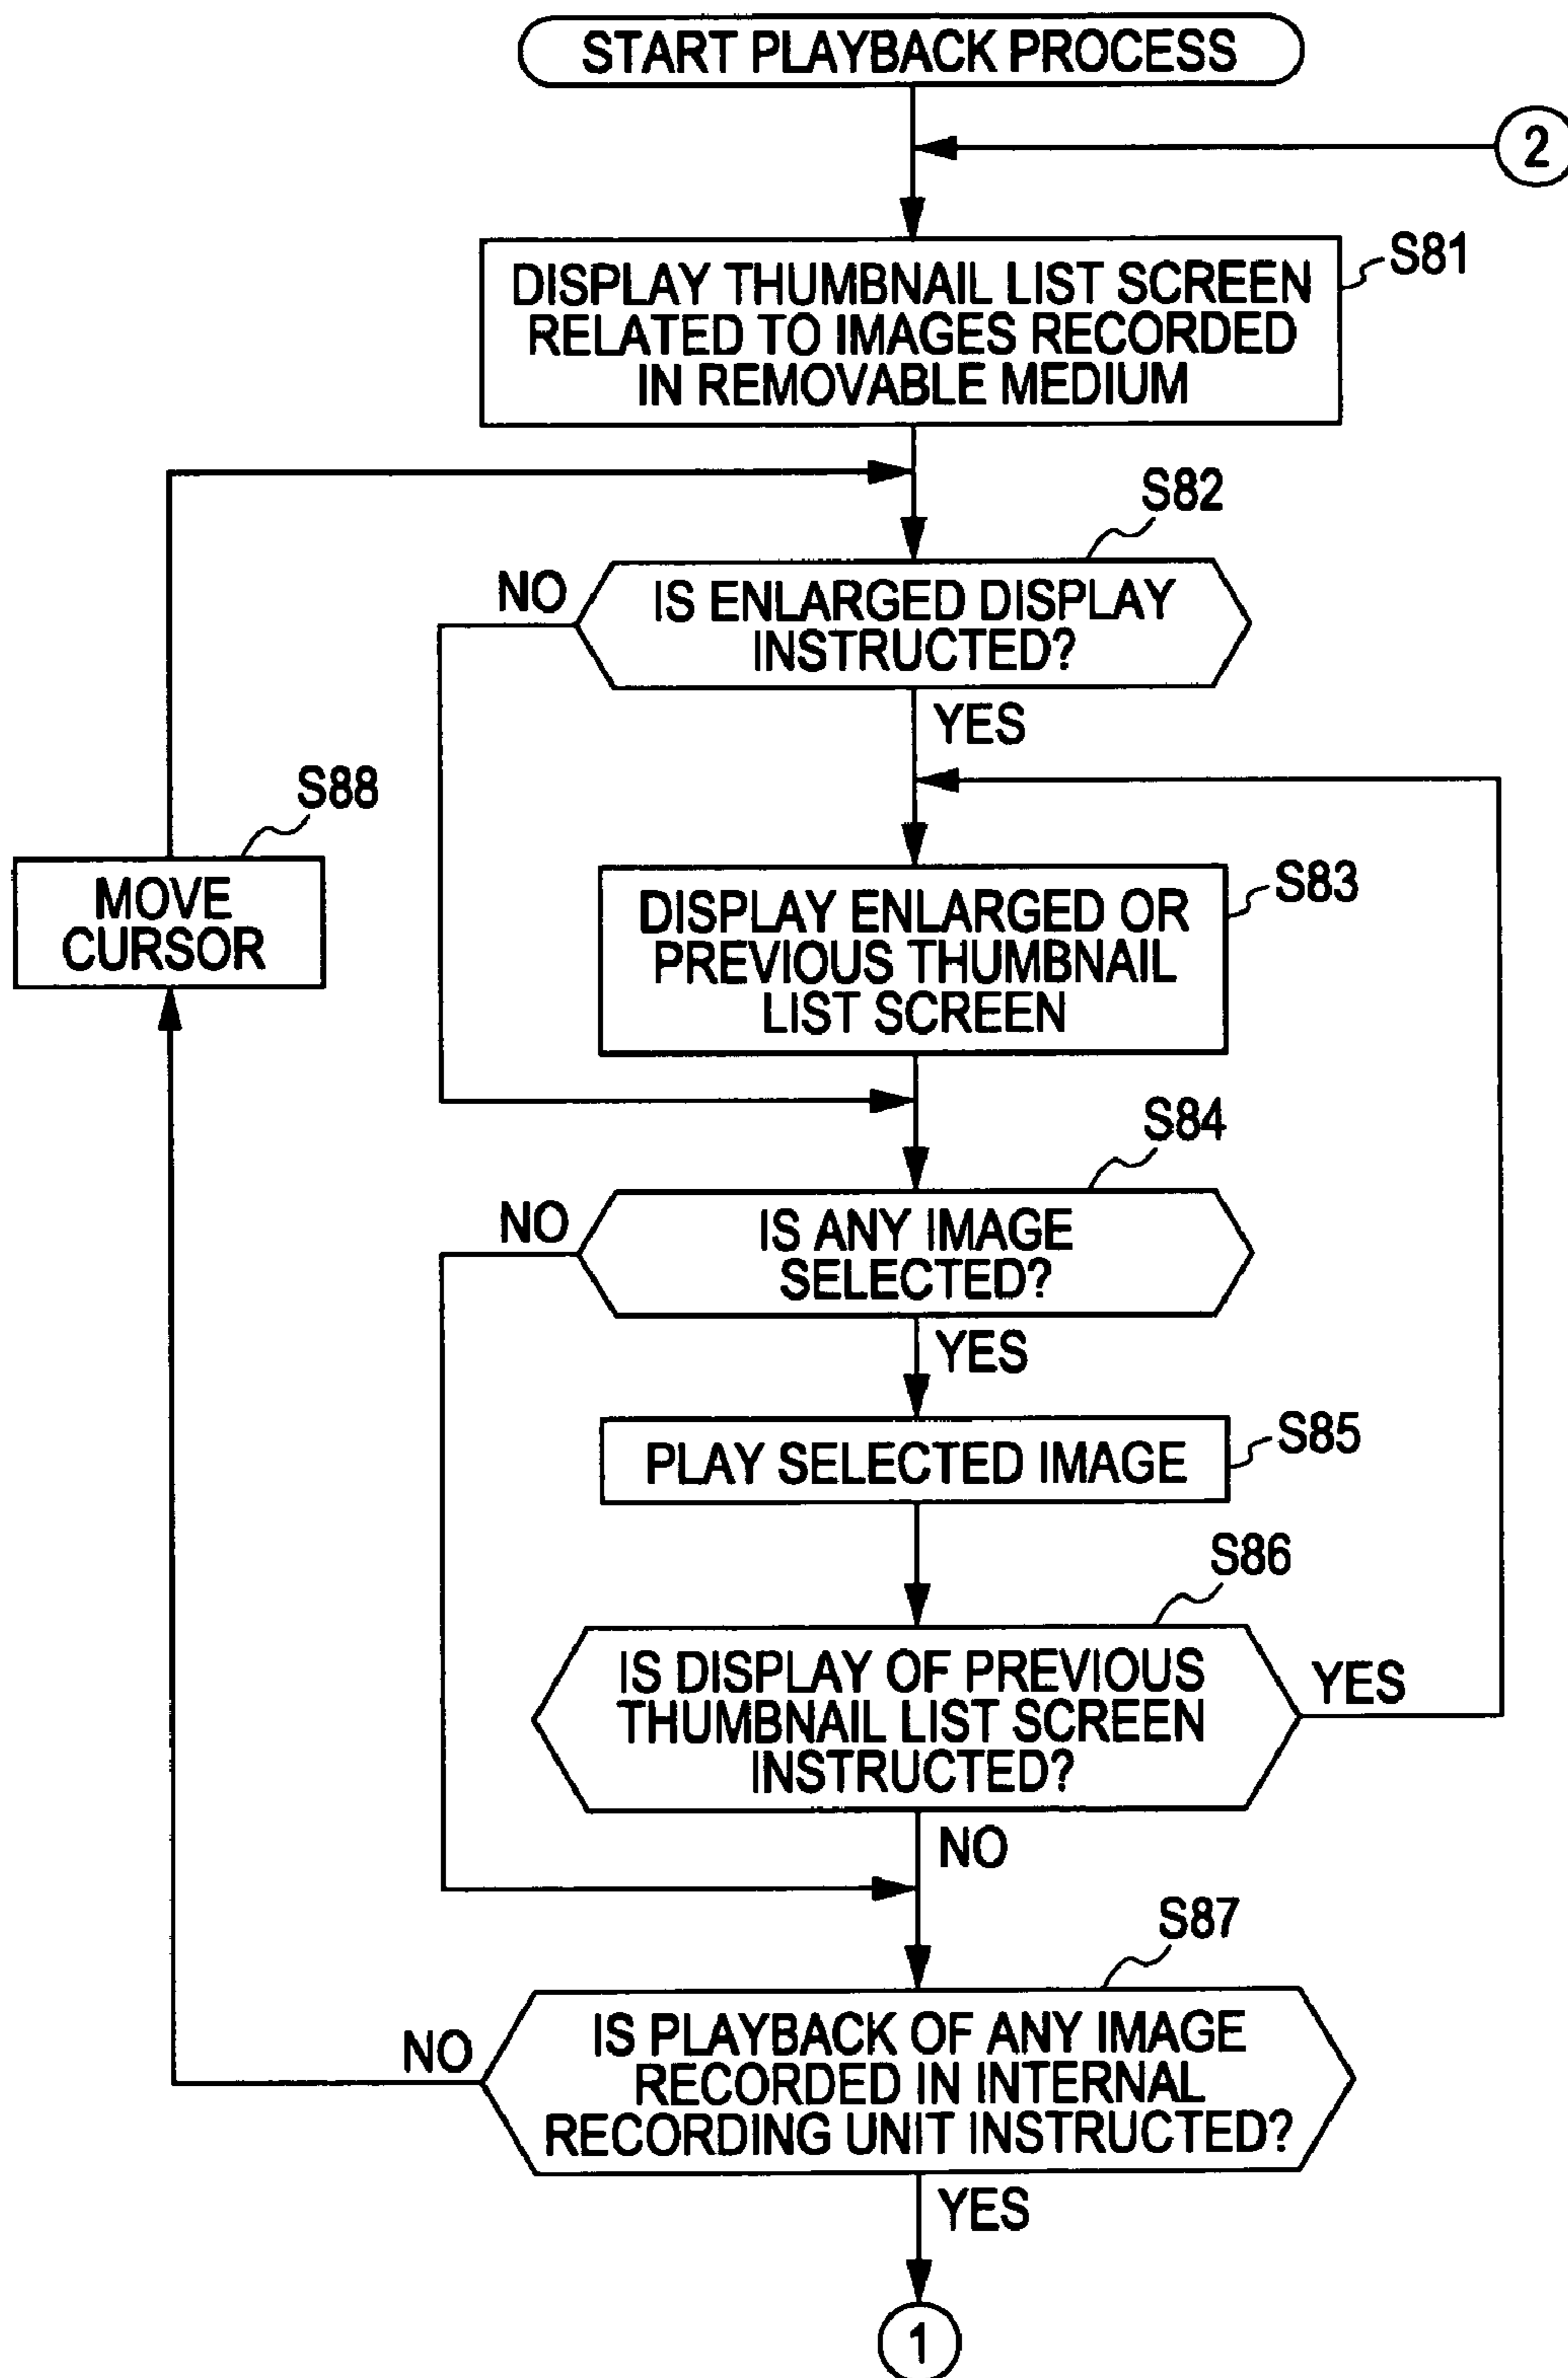 START PLAYBACK PROCESS
2
S81
DISPLAY THUMBNAIL LIST SCREEN
RELATED TO IMAGES RECORDED
IN REMOVABLE MEDIUM
S82
NO
IS ENLARGED DISPLAY
INSTRUCTED?
YES
S88
MOVE
CURSOR
S83
DISPLAY ENLARGED OR
PREVIOUS THUMBNAIL
LIST SCREEN
S84
NO
IS ANY IMAGE
SELECTED?
YES
S85
PLAY SELECTED IMAGE
S86
IS DISPLAY OF PREVIOUS
THUMBNAIL LIST SCREEN
INSTRUCTED?
YES
NO
S87
NO
IS PLAYBACK OF ANY IMAGE
RECORDED IN INTERNAL
RECORDING UNIT INSTRUCTED?
YES
1